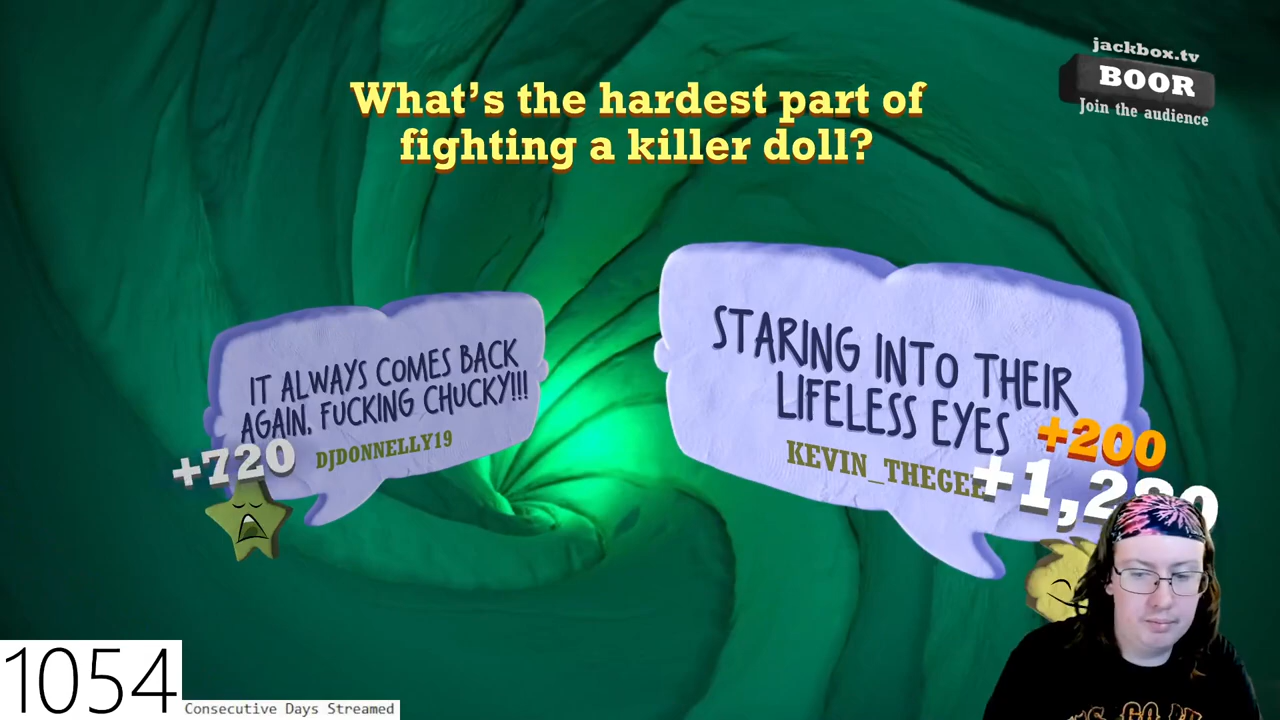 jackbox.tv
BOOR
Join the audience
What's the hardest part of
fighting a killer doll?
IT ALWAYS COMES BACK
AGAIN, FUCKING CHUCKY!!!
DJDONNELLY19
+720
STARING INTO THEIR
LIFELESS EYES
+200
1054
Consecutive Days Streamed